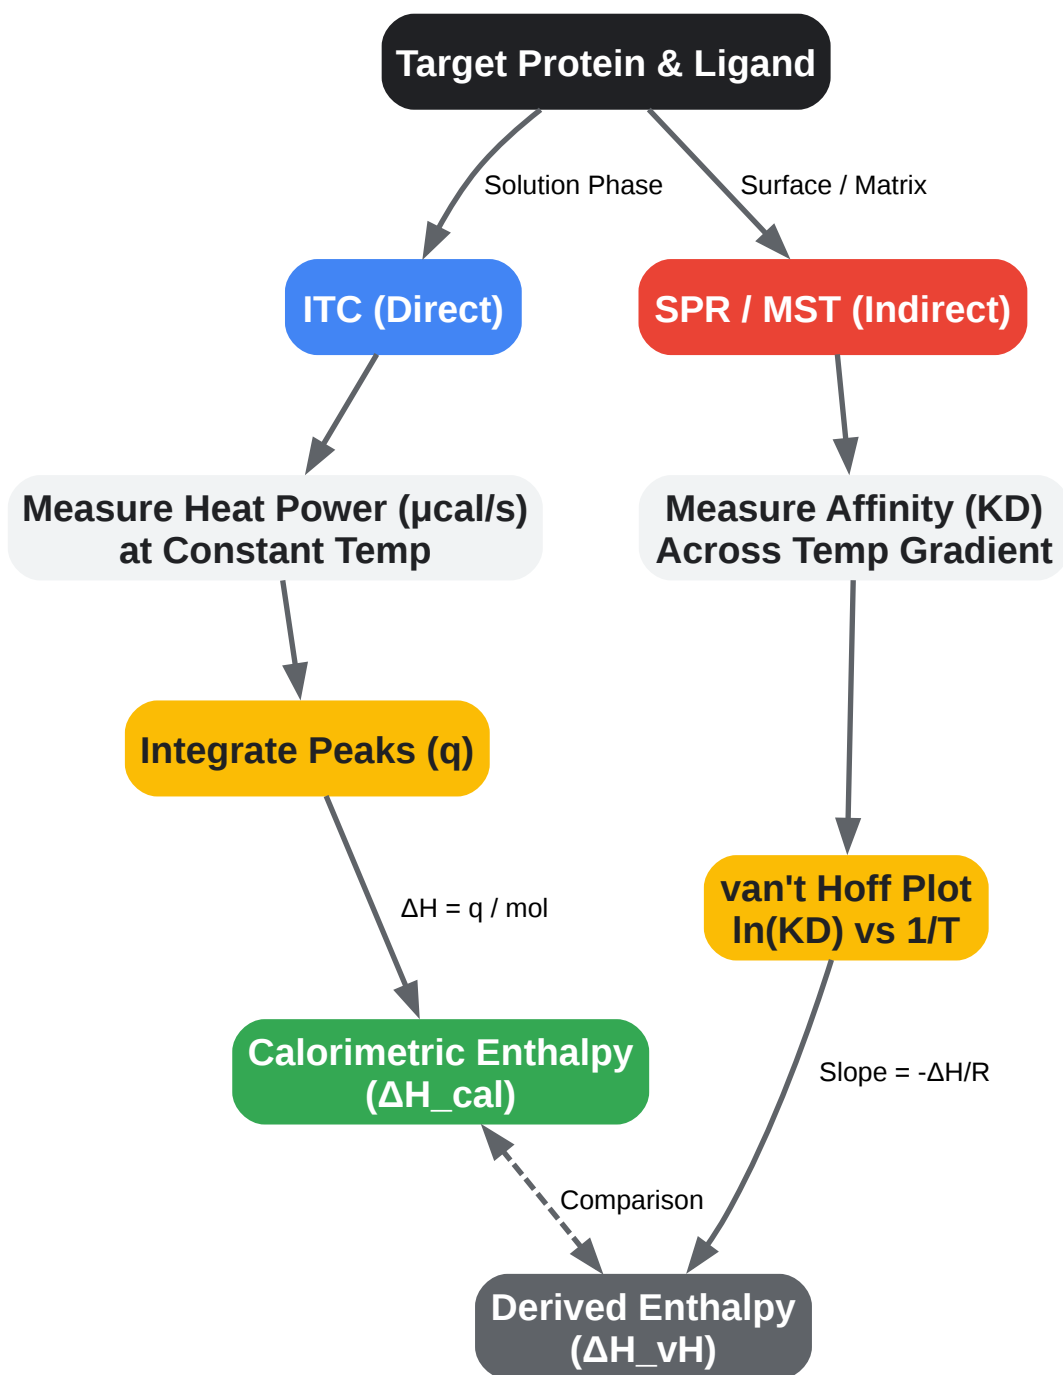 Target Protein & Ligand
Solution Phase
Surface / Matrix
ITC (Direct)
SPR / MST (Indirect)
Measure Heat Power (µcal/s)
at Constant Temp
Measure Affinity (KD)
Across Temp Gradient
Integrate Peaks (q)
van't Hoff Plot
ln(KD) vs 1/T
ΔH = q / mol
Calorimetric Enthalpy
(ΔH_cal)
Slope = -ΔH/R
Comparison
Derived Enthalpy
(ΔH_vH)